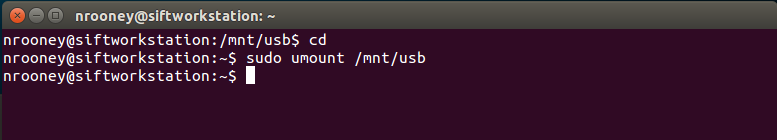 nrooney@siftworkstation: ~
nrooney@siftworkstation:/mnt/usb$ cd
nrooney@siftworkstation:~$ sudo umount /mnt/usb
nrooney@siftworkstation:~$